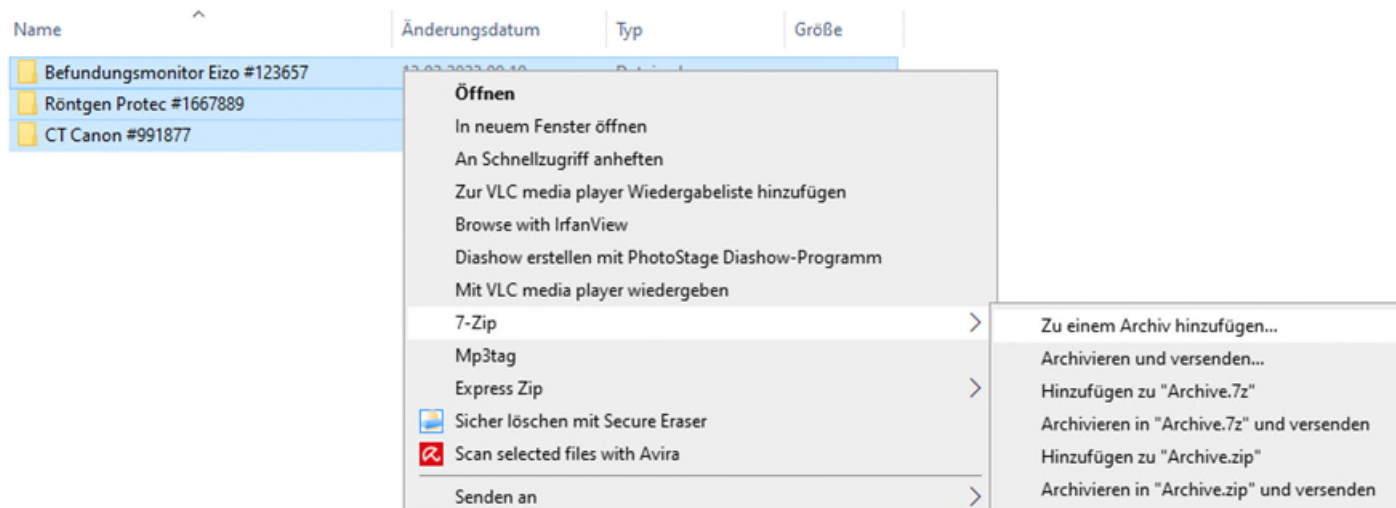 Name Änderungsdatum Typ Größe
Befundungsmonitor Eizo #123657
Röntgen Protec #1667889
CT Canon #991877
Öffnen
In neuem Fenster öffnen
An Schnellzugriff anheften
Zur VLC media player Wiedergabeliste hinzufügen
Browse with IrfanView
Diashow erstellen mit PhotoStage Diashow-Programm
Mit VLC media player wiedergeben
7-Zip
Mp3tag
Express Zip
Sicher löschen mit Secure Eraser
Scan selected files with Avira
Senden an
Zu einem Archiv hinzufügen...
Archivieren und versenden...
Hinzufügen zu "Archive.7z"
Archivieren in "Archive.7z" und versenden
Hinzufügen zu "Archive.zip"
Archivieren in "Archive.zip" und versenden